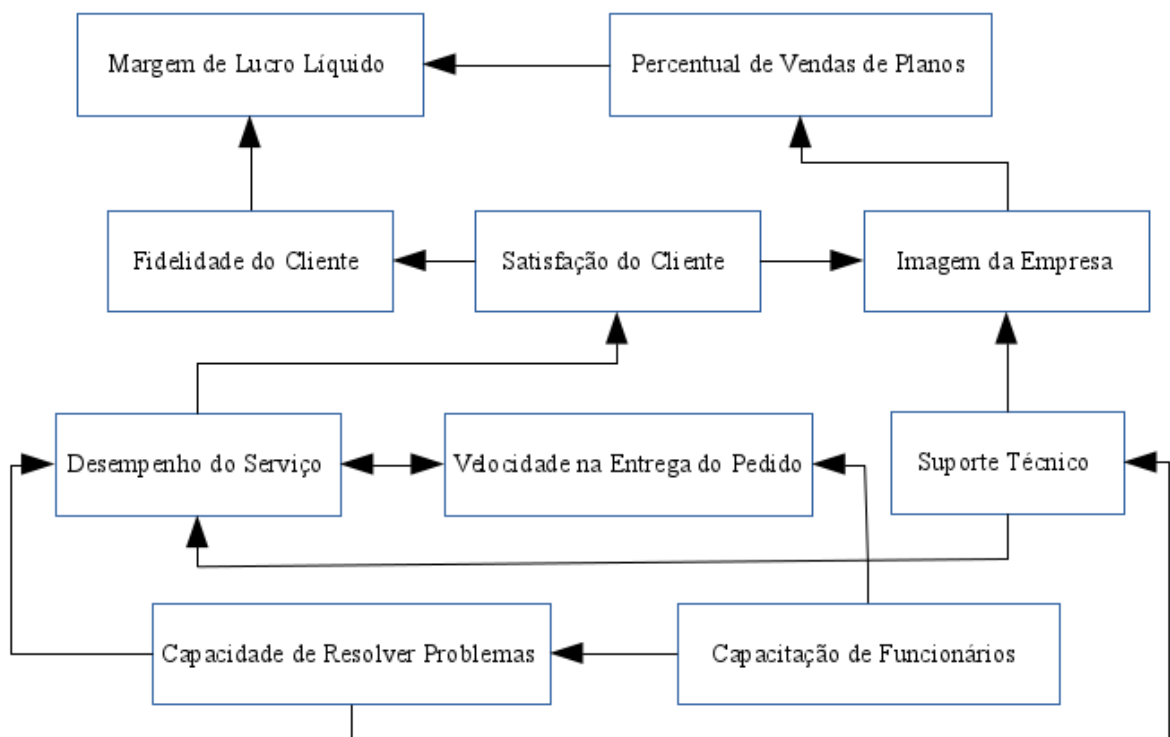 Margem de Lucro Líquido
Percentual de Vendas de Planos
Fidelidade do Cliente
Satisfação do Cliente
Imagem da Empresa
Desempenho do Serviço
Velocidade na Entrega do Pedido
Suporte Técnico
Capacidade de Resolver Problemas
Capacitação de Funcionários